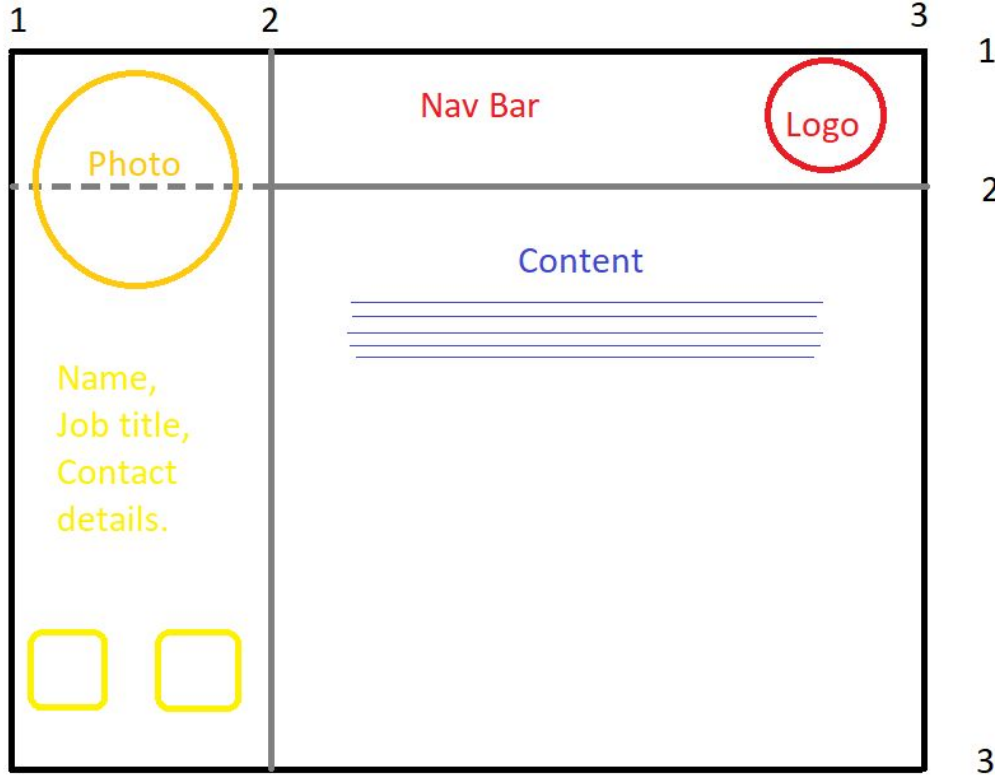 1
2
3
1
Nav Bar
Logo
Photo
2
Content
Name,
Job title,
Contact
details.
3